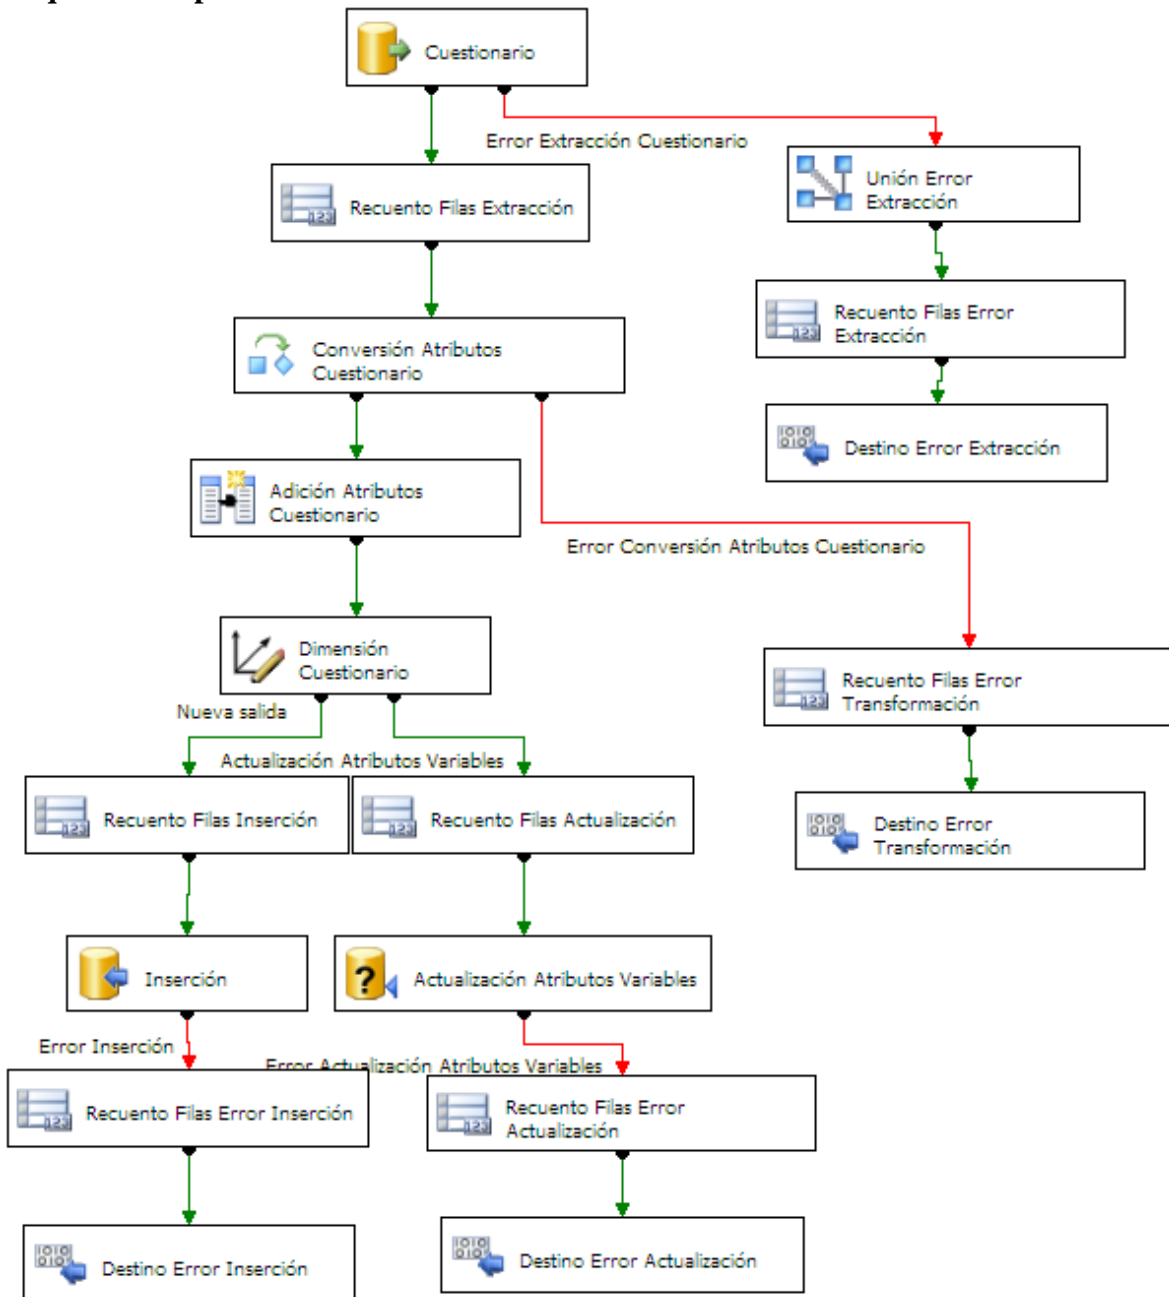 Cuestionario
Error Extracción Cuestionario
Unión Error
Extracción
Recuento Filas Extracción
Recuento Filas Error
Extracción
Conversión Atributos
Cuestionario
Destino Error Extracción
Adición Atributos
Cuestionario
Error Conversión Atributos Cuestionario
Dimensión
Cuestionario
Recuento Filas Error
Transformación
Nueva salida
Actualización Atributos Variables
Recuento Filas Inserción
Recuento Filas Actualización
Destino Error
Transformación
Inserción
Actualización Atributos Variables
Error Inserción
Error Actualización Atributos Variables
Recuento Filas Error Inserción
Recuento Filas Error
Actualización
Destino Error Inserción
Destino Error Actualización